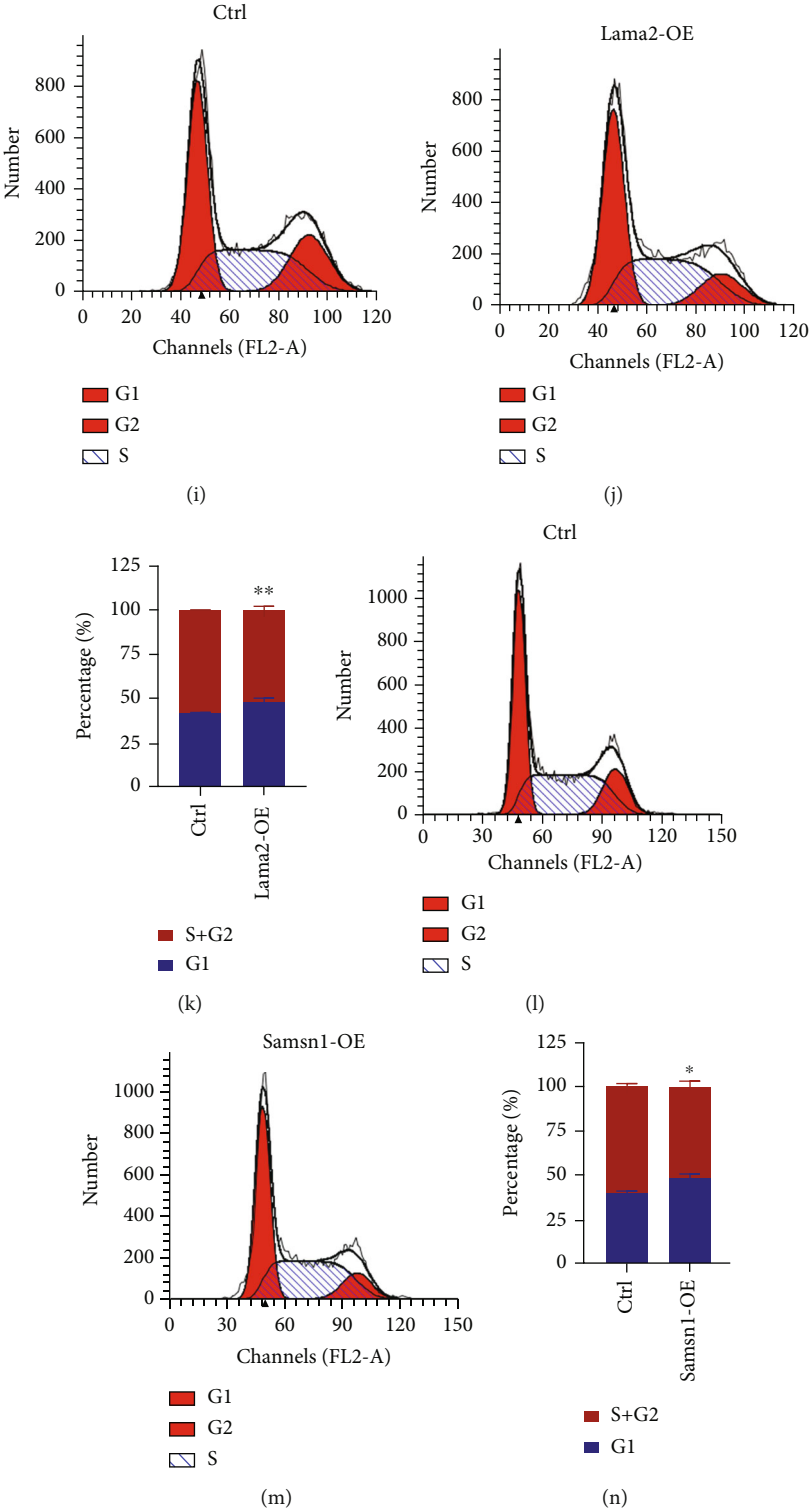 Ctrl
Number
800
600
400
200
0
0 20 40 60 80 100 120
Channels (FL2-A)
G1
G2
S
(i)
Lama2-OE
Number
800
600
400
200
0
0 20 40 60 80 100 120
Channels (FL2-A)
G1
G2
S
(j)
Percentage (%)
125
100
75
50
25
0
**
Ctrl
Lama2-OE
S+G2
G1
(k)
Ctrl
Number
1000
800
600
400
200
0
0 30 60 90 120 150
Channels (FL2-A)
G1
G2
S
(l)
Samsn1-OE
Number
1000
800
600
400
200
0
0 30 60 90 120 150
Channels (FL2-A)
G1
G2
S
(m)
Percentage (%)
125
100
75
50
25
0
*
Ctrl
Samsn1-OE
S+G2
G1
(n)